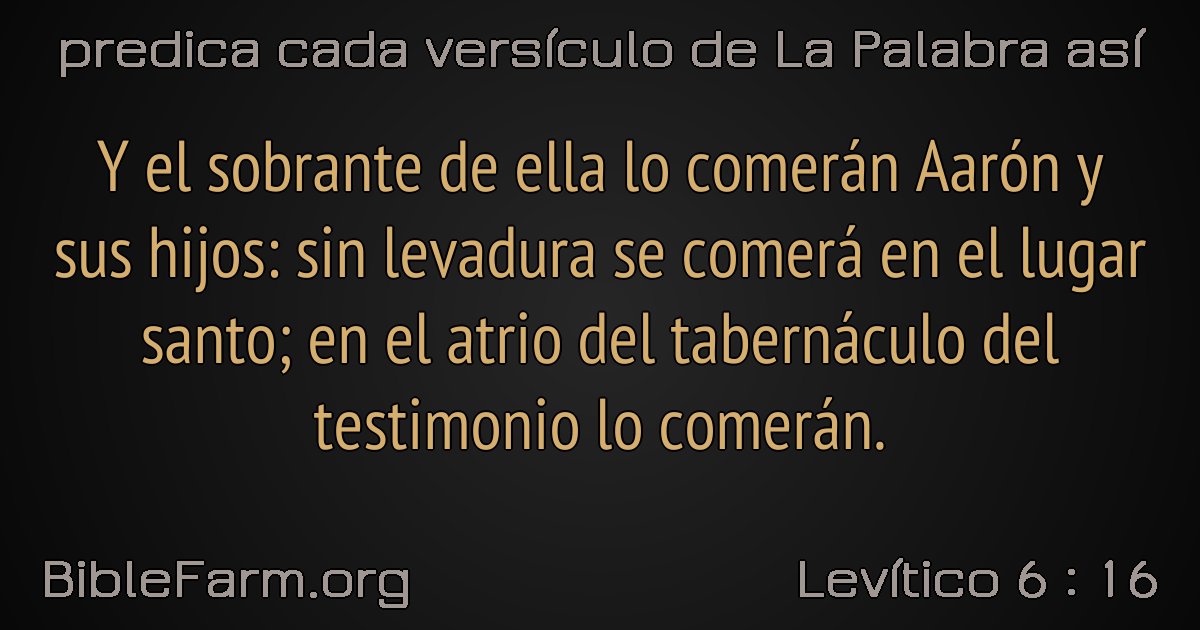 predica cada versículo de La Palabra así
Y el sobrante de ella lo comerán Aarón y
sus hijos: sin levadura se comerá en el lugar
santo; en el atrio del tabernáculo del
testimonio lo comerán.
BibleFarm.org
Levítico 6 : 16